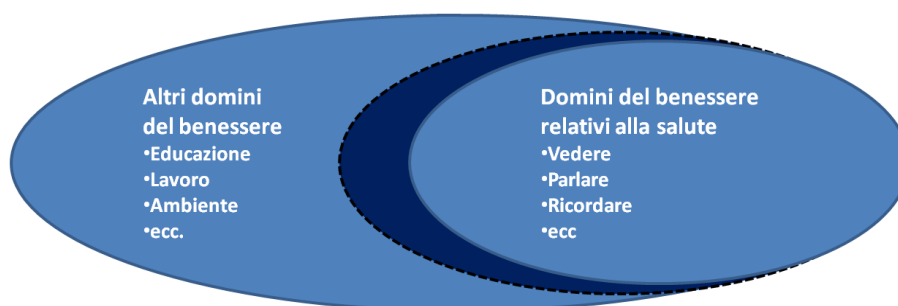 Altri domini
del benessere
•Educazione
•Lavoro
•Ambiente
•ecc.
Domini del benessere
relativi alla salute
•Vedere
•Parlare
•Ricordare
•ecc